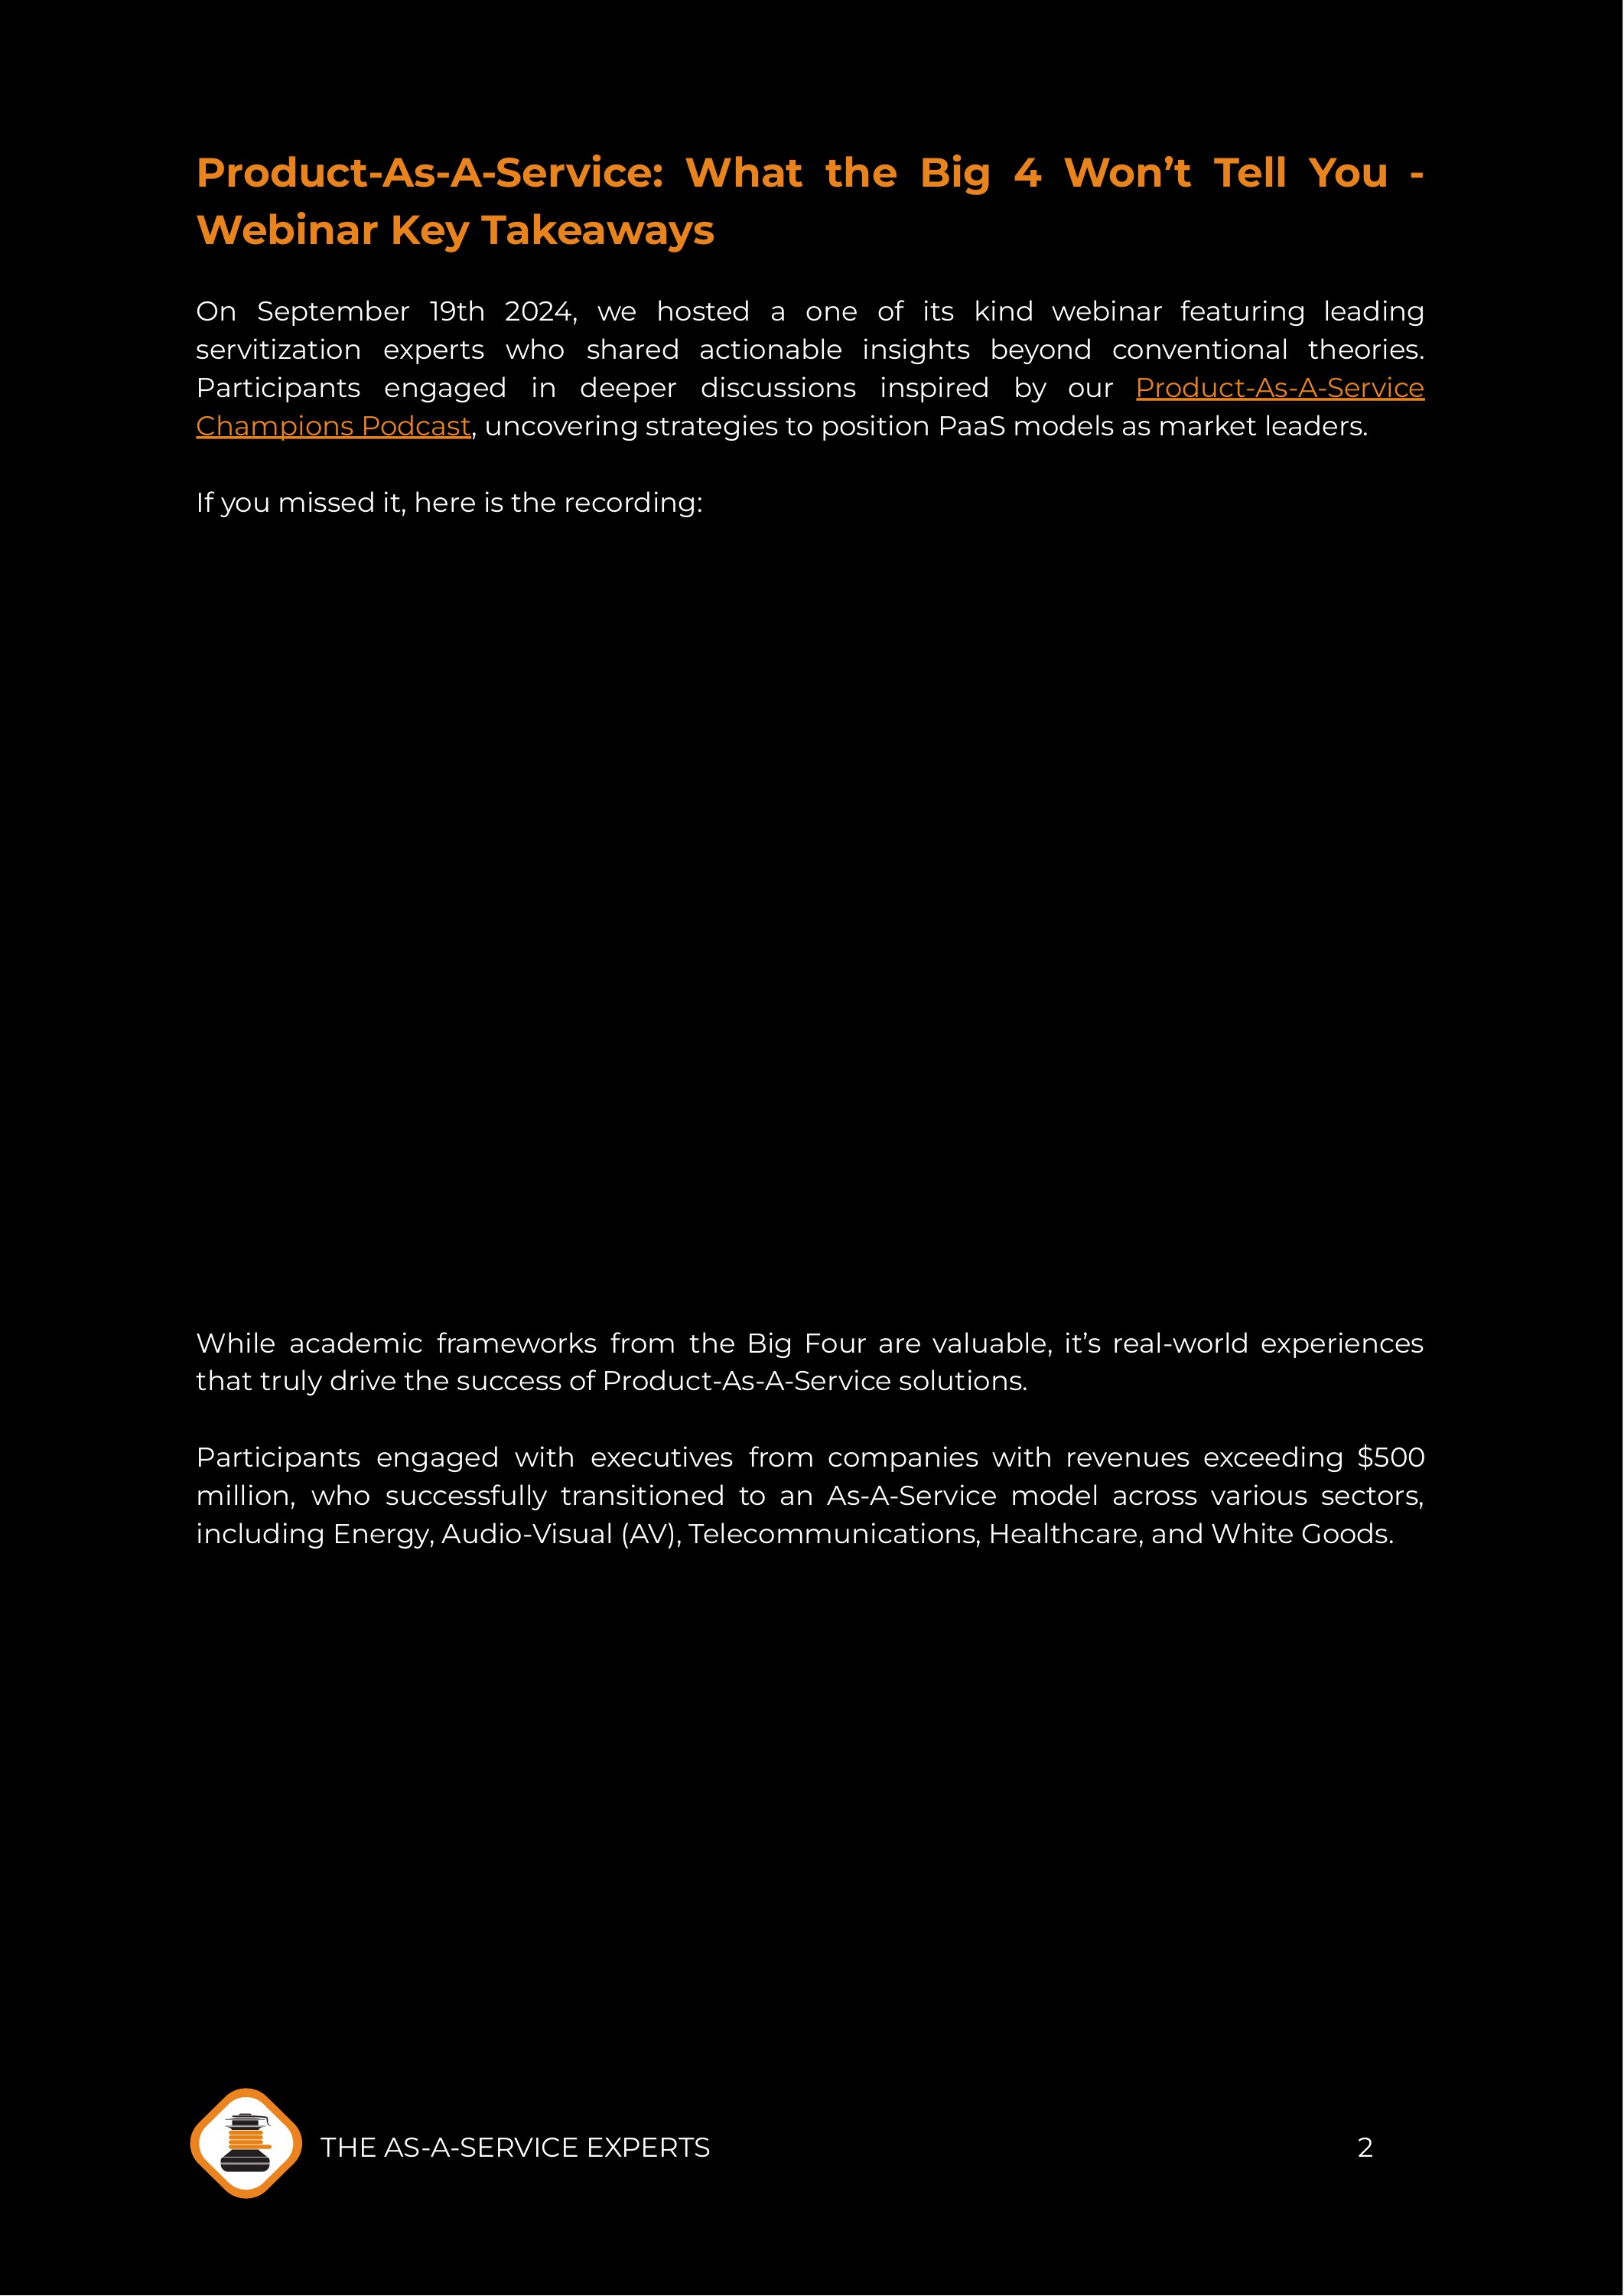 Product-As-A-Service: What the Big 4 Won’t Tell You -
Webinar Key Takeaways
On September 19th 2024, we hosted a one of its kind webinar featuring leading
servitization experts who shared actionable insights beyond conventional theories.
Participants engaged in deeper discussions inspired by our Product-As-A-Service
Champions Podcast, uncovering strategies to position PaaS models as market leaders.
If you missed it, here is the recording:
While academic frameworks from the Big Four are valuable, it’s real-world experiences
that truly drive the success of Product-As-A-Service solutions.
Participants engaged with executives from companies with revenues exceeding $500
million, who successfully transitioned to an As-A-Service model across various sectors,
including Energy, Audio-Visual (AV), Telecommunications, Healthcare, and White Goods.
THE AS-A-SERVICE EXPERTS 2